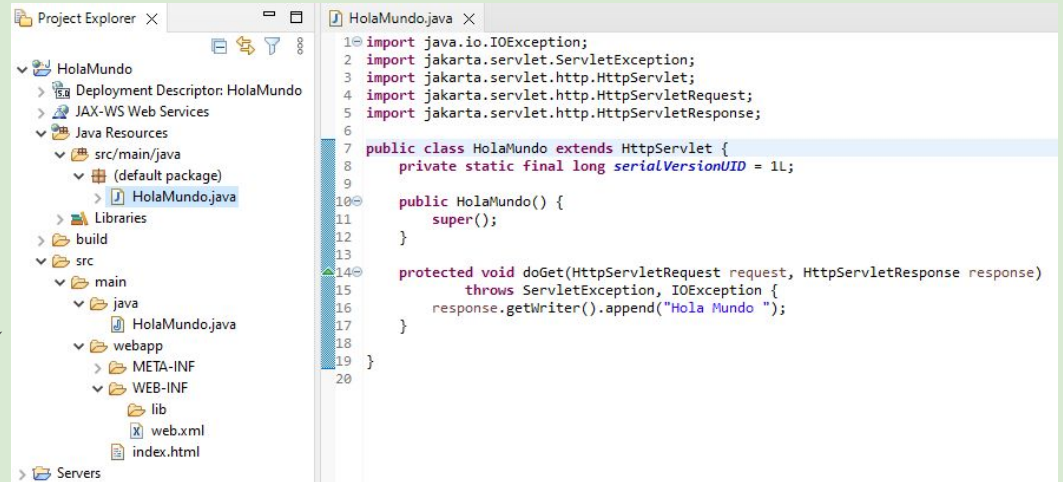 Project Explorer
HolaMundo
Deployment Descriptor: HolaMundo
JAX-WS Web Services
Java Resources
src/main/java
(default package)
HolaMundo.java
Libraries
build
src
main
java
HolaMundo.java
webapp
META-INF
WEB-INF
lib
web.xml
index.html
Servers
HolaMundo.java
1 import java.io.IOException;
2 import jakarta.servlet.ServletException;
3 import jakarta.servlet.http.HttpServlet;
4 import jakarta.servlet.http.HttpServletRequest;
5 import jakarta.servlet.http.HttpServletResponse;
6
7 public class HolaMundo extends HttpServlet {
8     private static final long serialVersionUID = 1L;
9
10     public HolaMundo() {
11         super();
12     }
13
14     protected void doGet(HttpServletRequest request, HttpServletResponse response)
15             throws ServletException, IOException {
16         response.getWriter().append("Hola Mundo ");
17     }
18
19 }
20